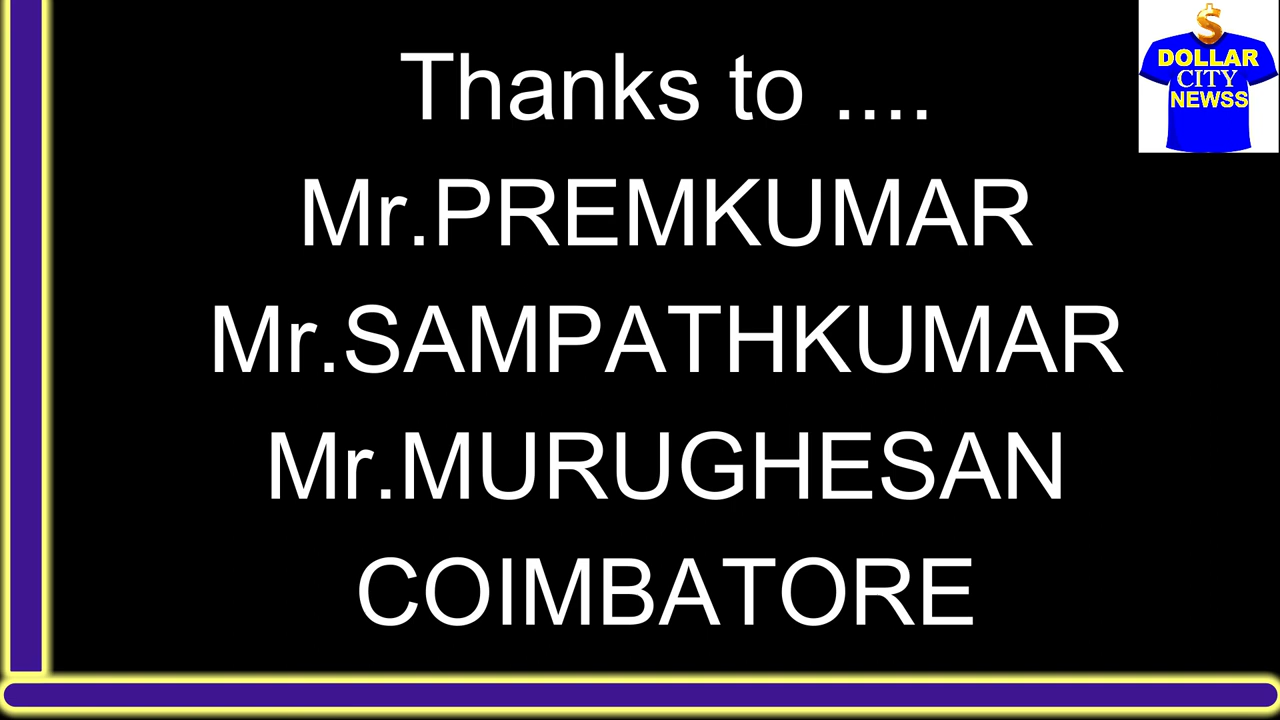 Thanks to ....
Mr.PREMKUMAR
Mr.SAMPATHKUMAR
Mr.MURUGHESAN
COIMBATORE
$
DOLLAR
CITY
NEWSS